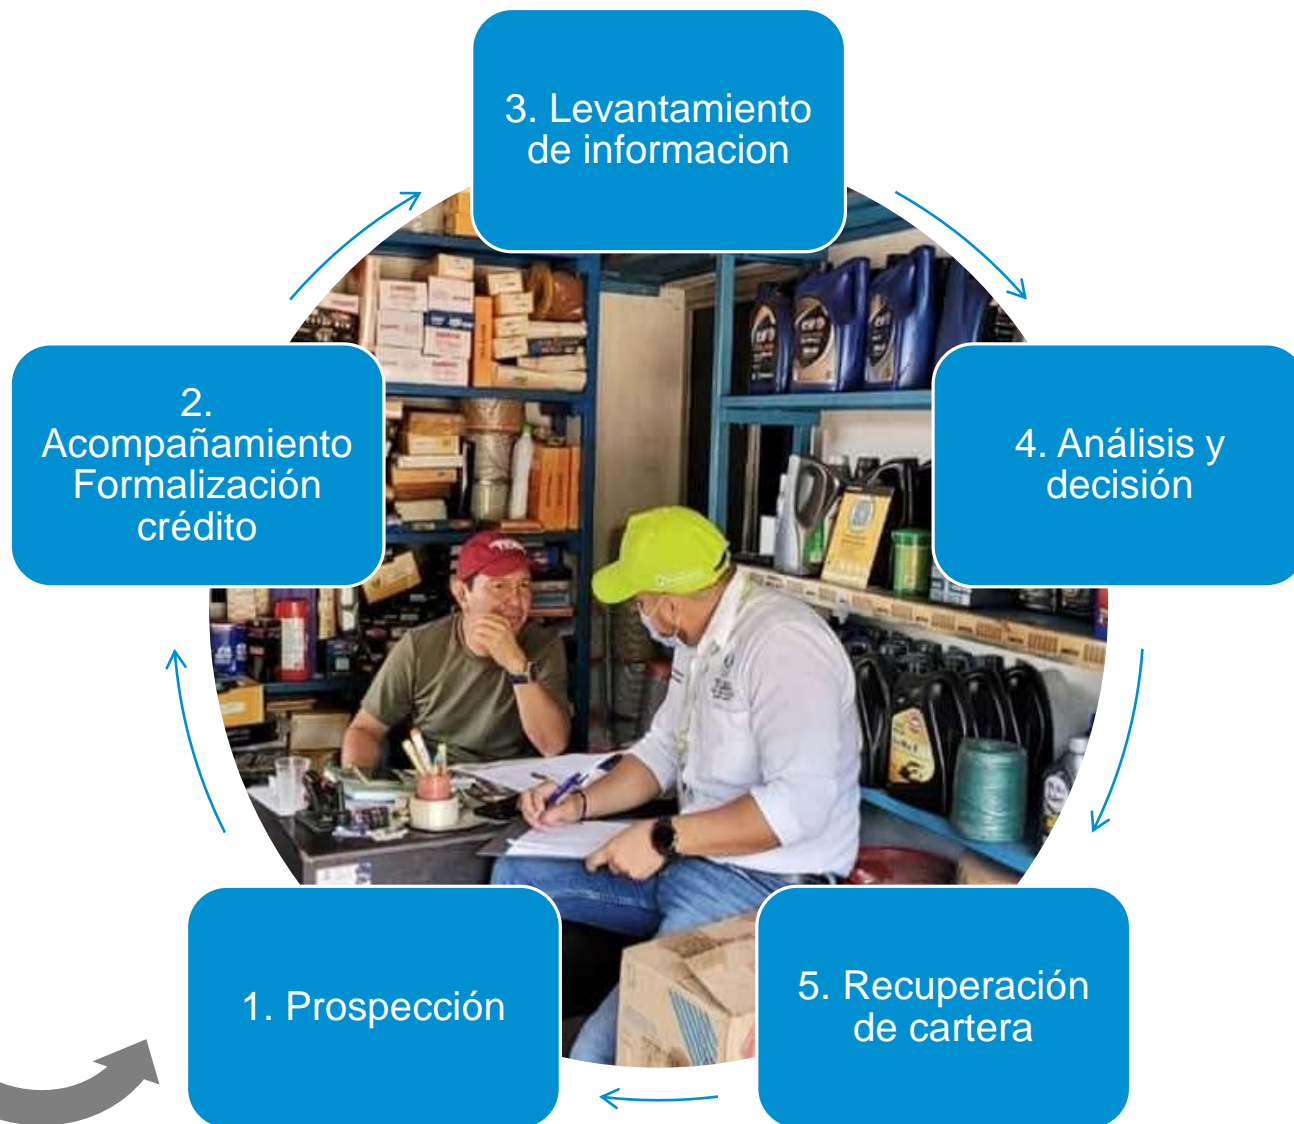 3. Levantamiento
de informacion
2.
Acompañamiento
Formalización
crédito
4. Análisis y
decisión
1. Prospección
5. Recuperación
de cartera